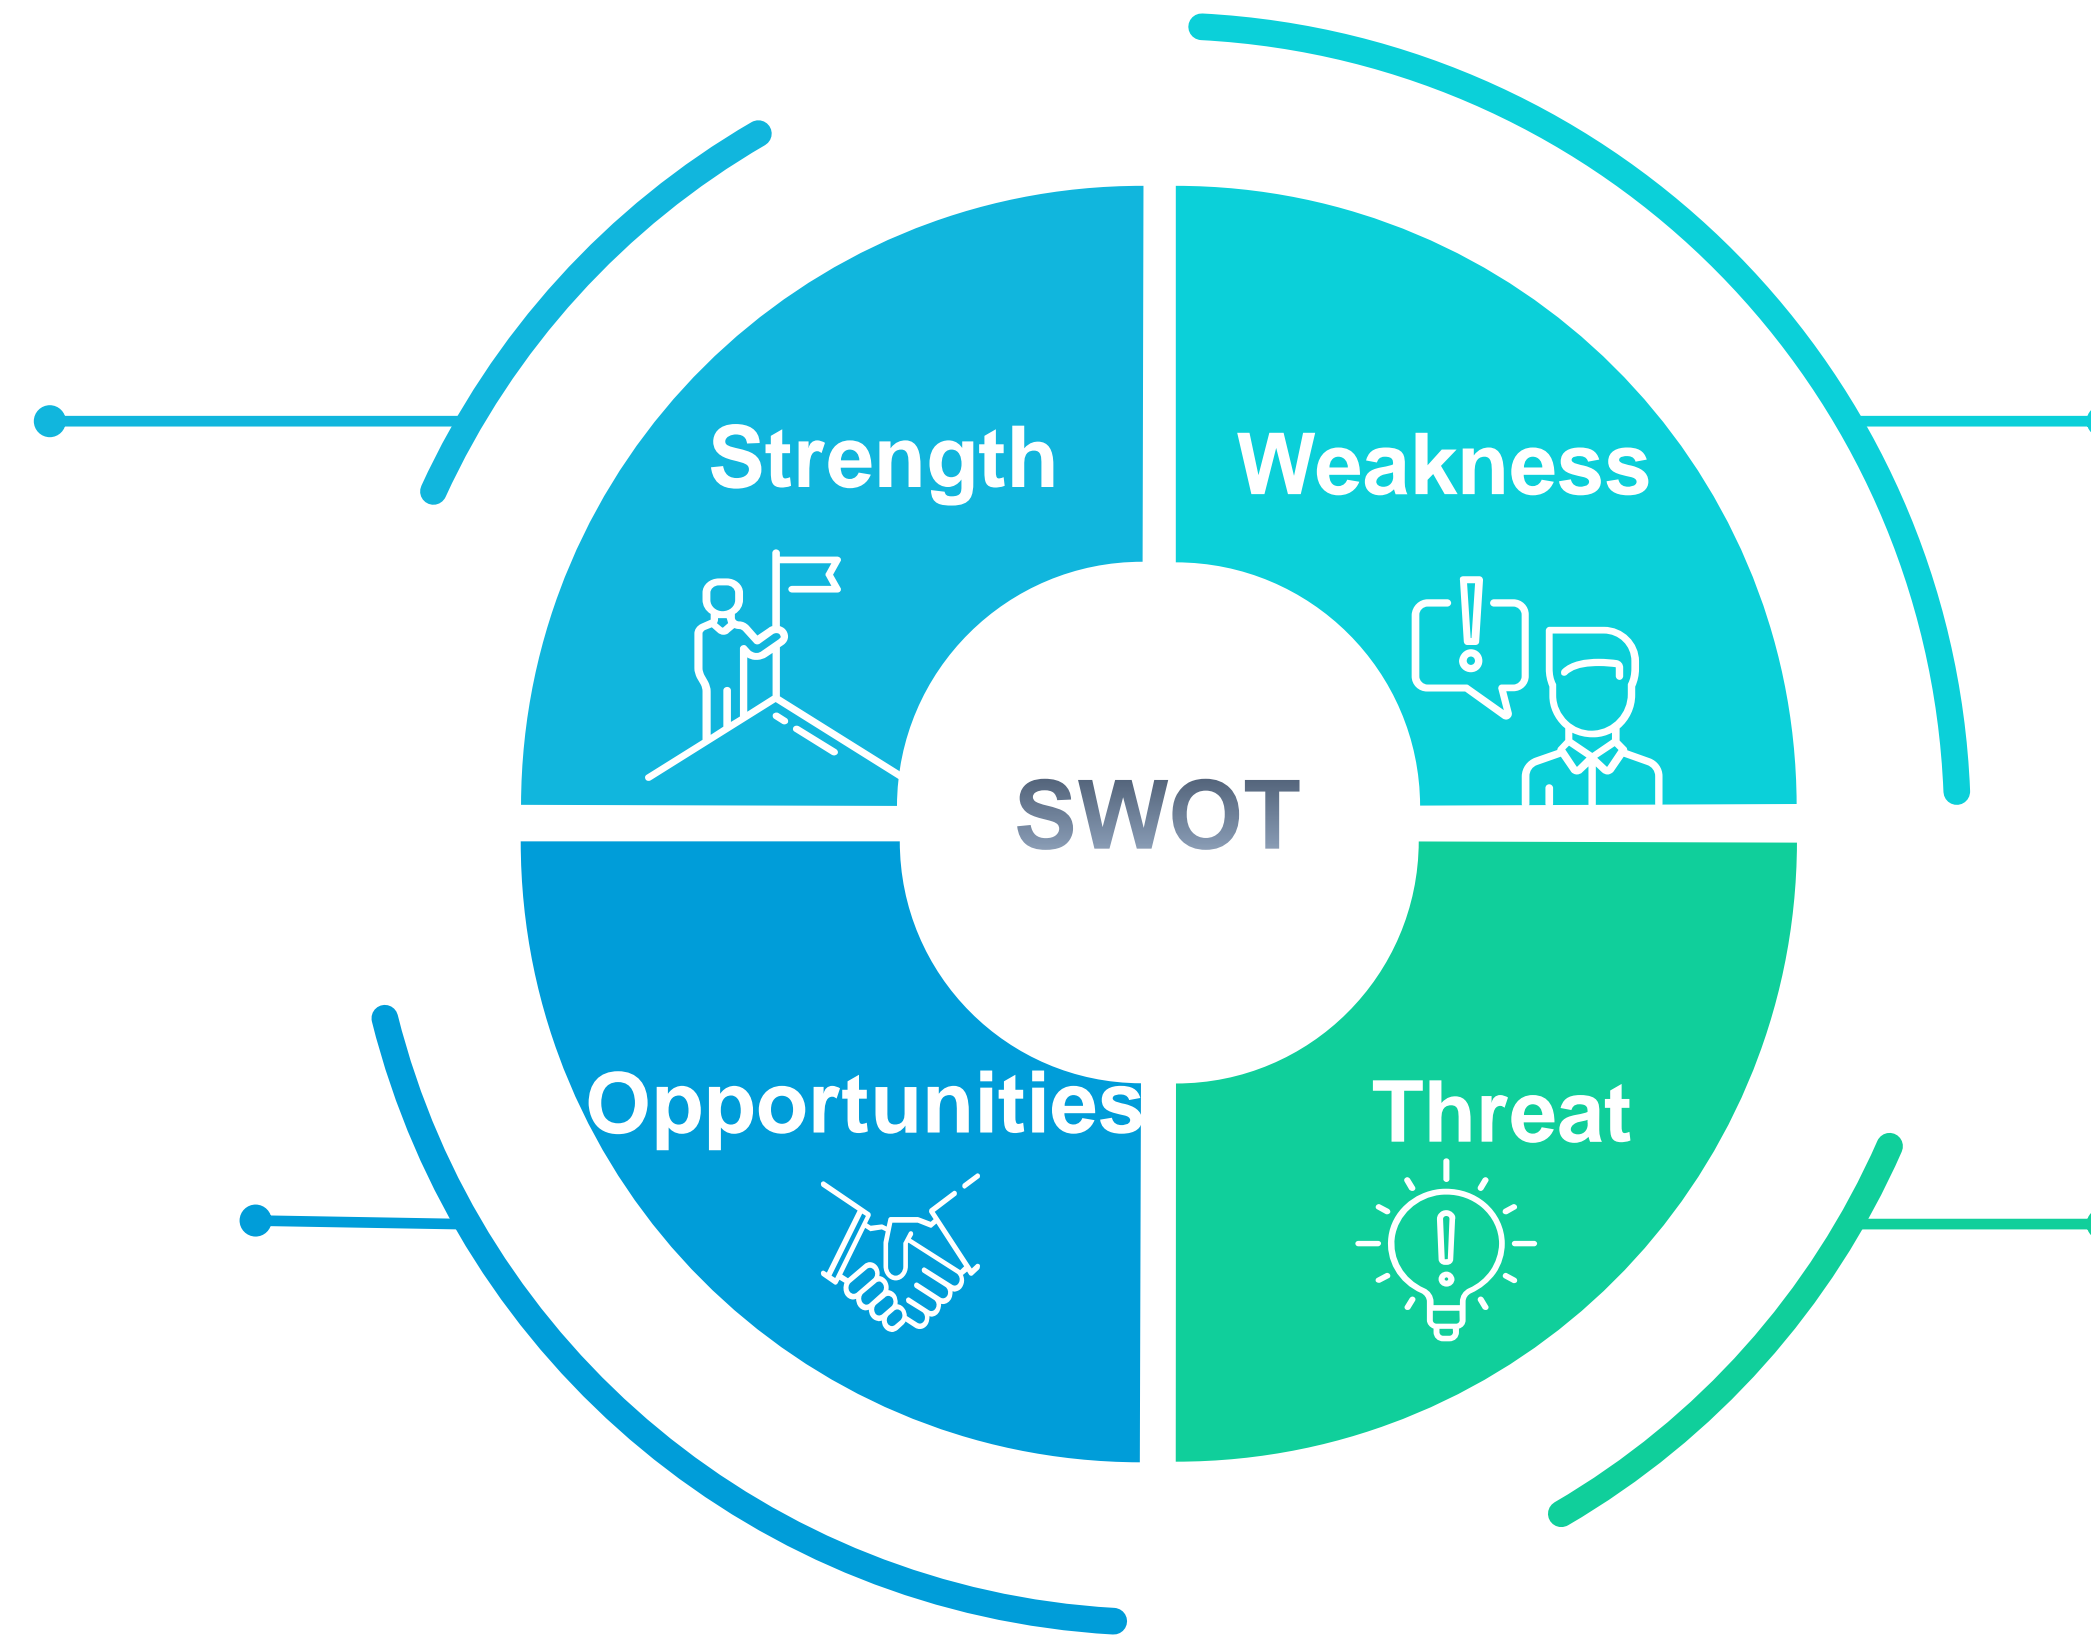 Strength
Weakness
SWOT
Opportunities
Threat